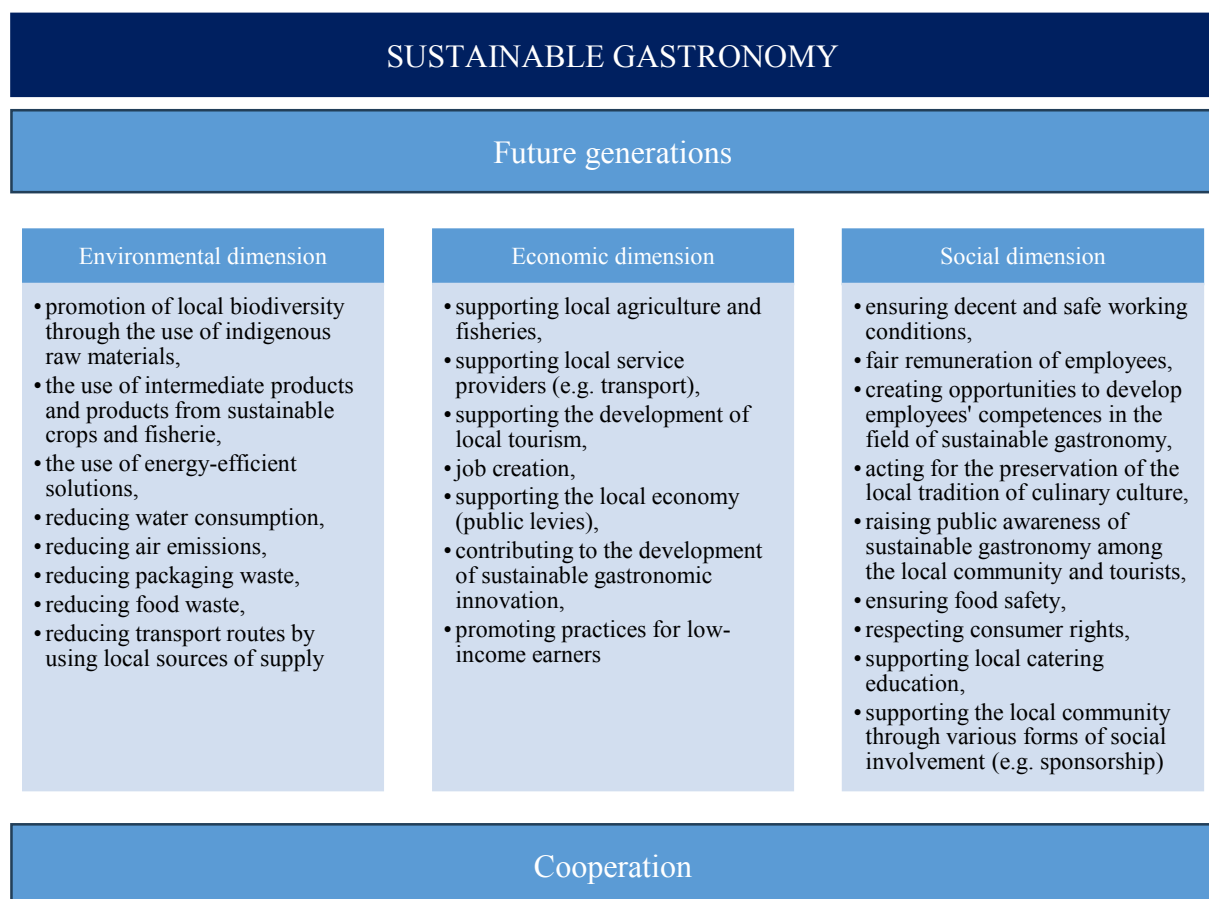 SUSTAINABLE GASTRONOMY
Future generations
Environmental dimension
• promotion of local biodiversity
through the use of indigenous
raw materials,
• the use of intermediate products
and products from sustainable
crops and fisherie,
• the use of energy-efficient
solutions,
• reducing water consumption,
• reducing air emissions,
• reducing packaging waste,
• reducing food waste,
• reducing transport routes by
using local sources of supply
Economic dimension
• supporting local agriculture and
fisheries,
• supporting local service
providers (e.g. transport),
• supporting the development of
local tourism,
• job creation,
• supporting the local economy
(public levies),
• contributing to the development
of sustainable gastronomic
innovation,
• promoting practices for low-
income earners
Social dimension
• ensuring decent and safe working
conditions,
• fair remuneration of employees,
• creating opportunities to develop
employees' competences in the
field of sustainable gastronomy,
• acting for the preservation of the
local tradition of culinary culture,
• raising public awareness of
sustainable gastronomy among
the local community and tourists,
• ensuring food safety,
• respecting consumer rights,
• supporting local catering
education,
• supporting the local community
through various forms of social
involvement (e.g. sponsorship)
Cooperation